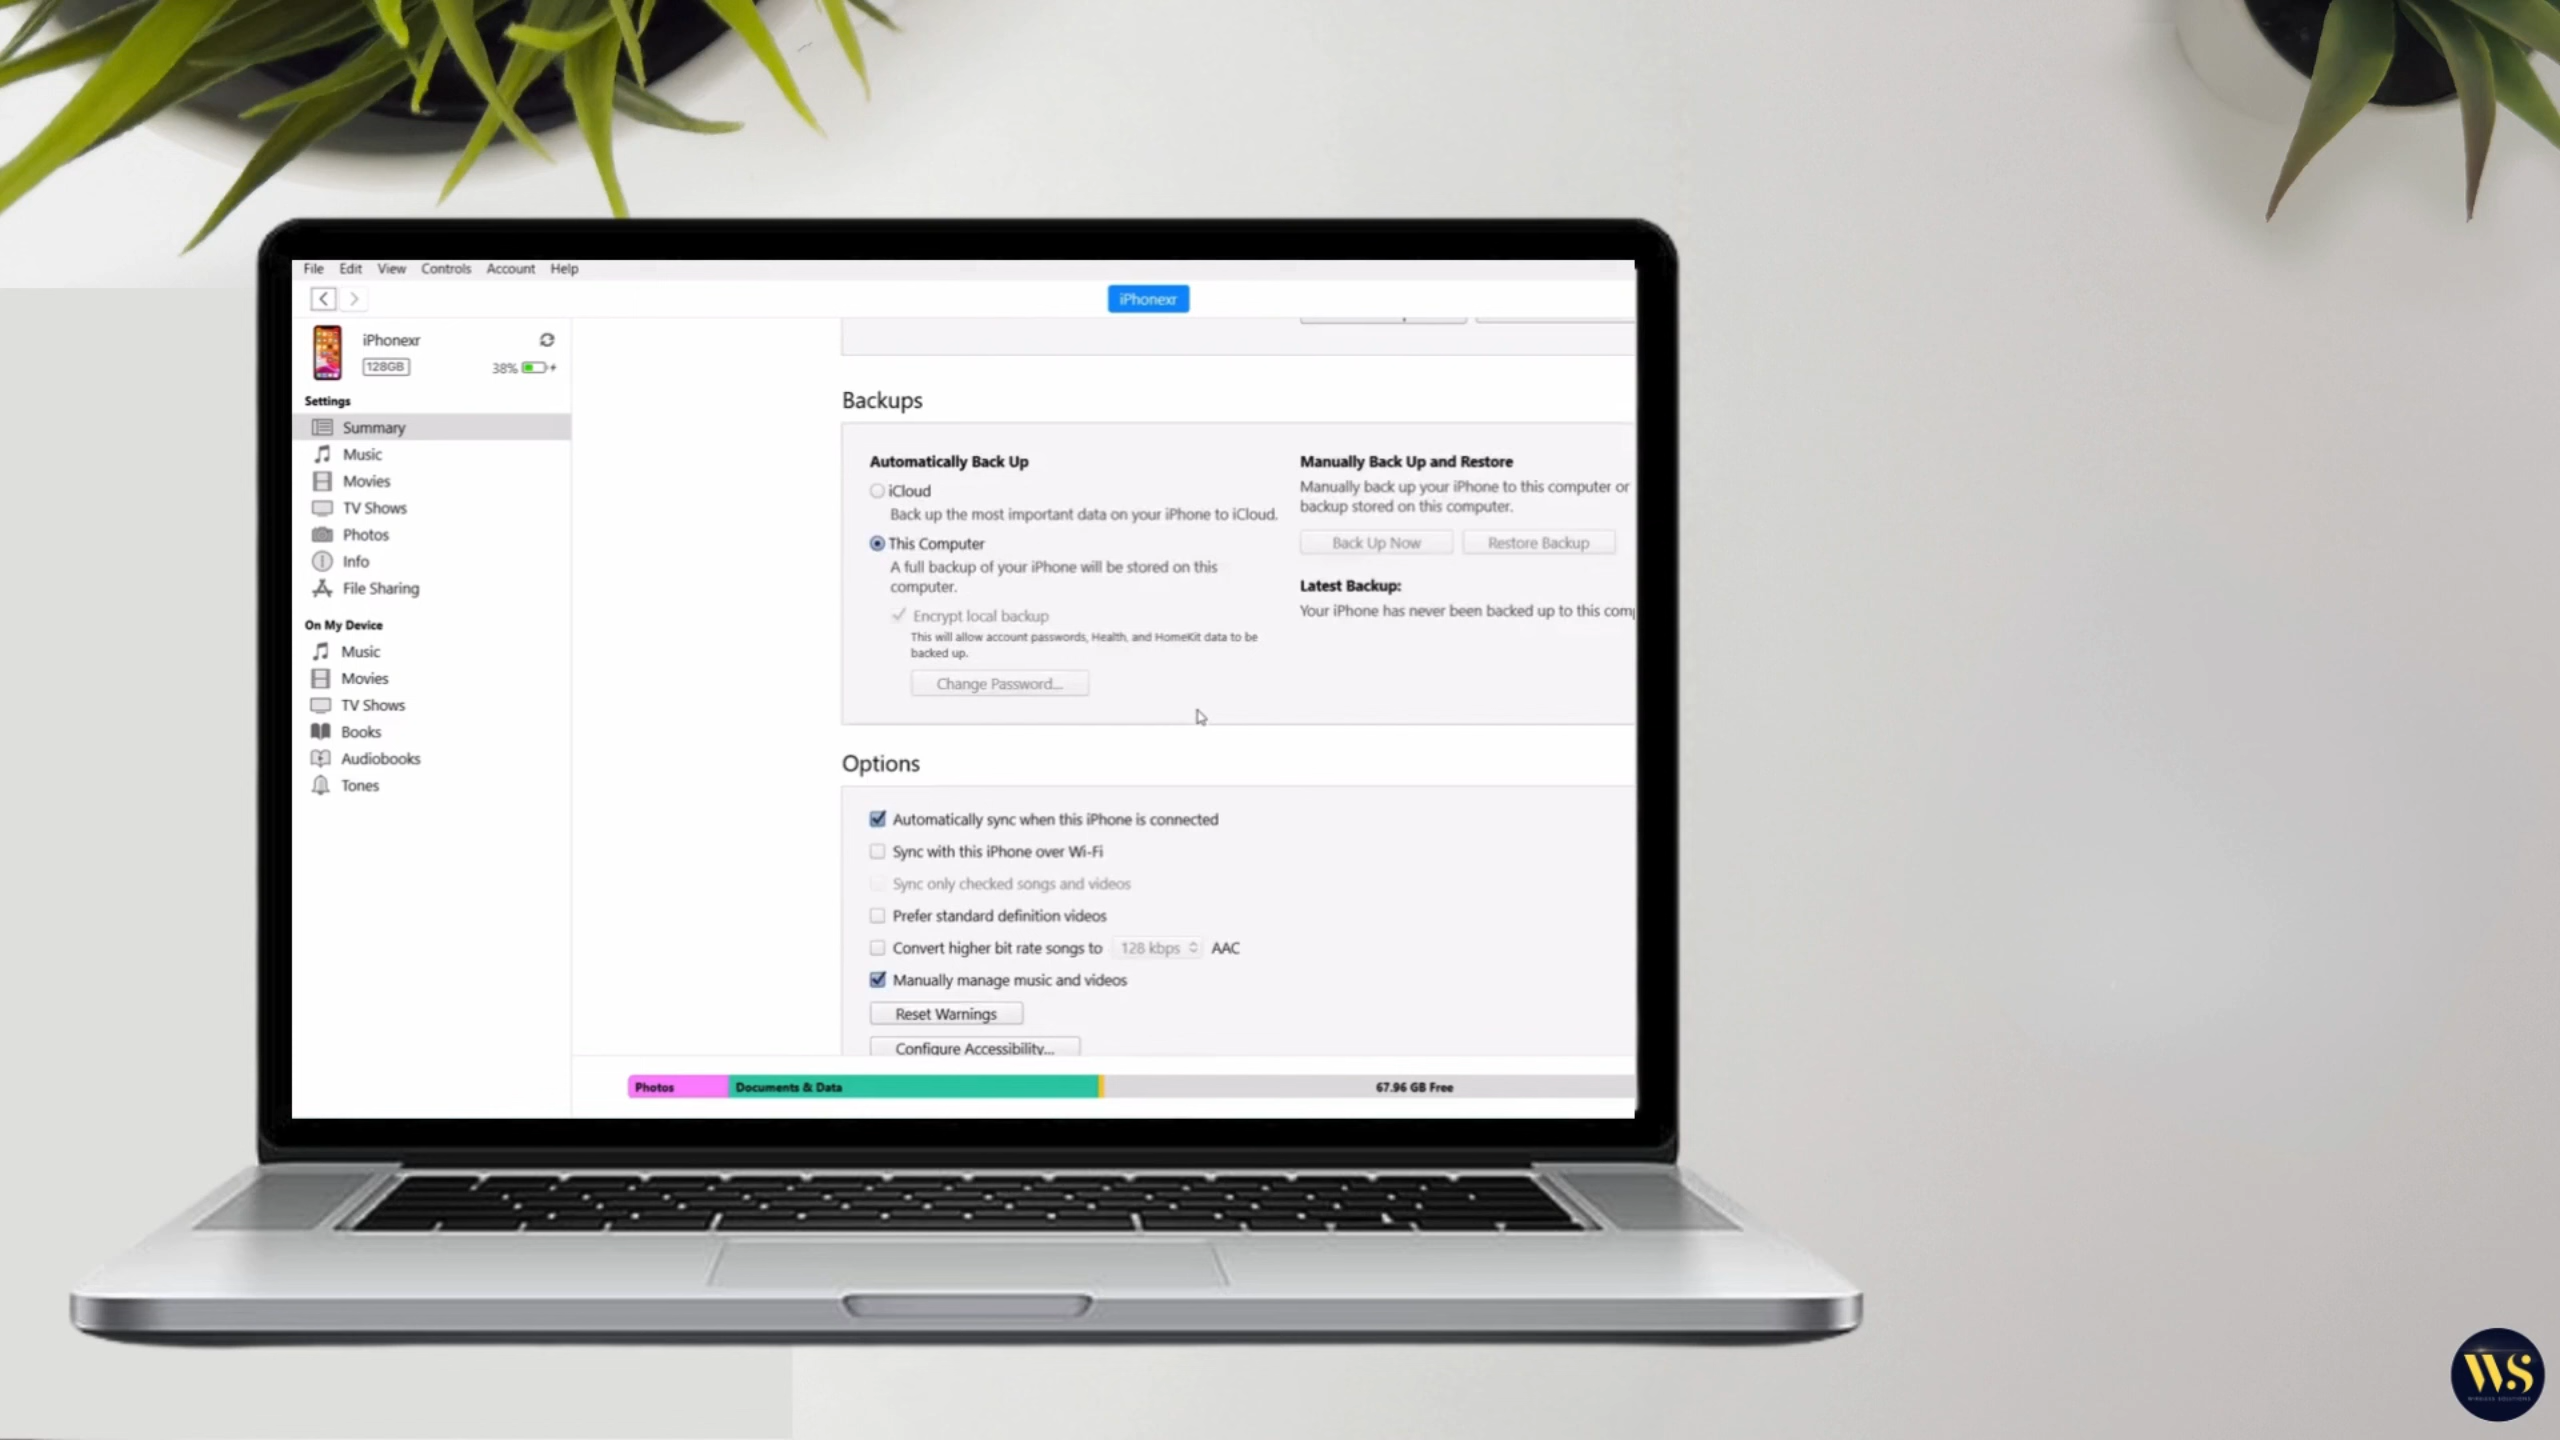 File Edit View Controls Account Help
iPhonexr
iPhonexr
128GB
38%
Settings
Summary
Music
Movies
TV Shows
Photos
Info
File Sharing
On My Device
Music
Movies
TV Shows
Books
Audiobooks
Tones
Backups
Automatically Back Up
iCloud
Back up the most important data on your iPhone to iCloud.
This Computer
A full backup of your iPhone will be stored on this
computer.
Encrypt local backup
This will allow account passwords, Health, and HomeKit data to be
backed up.
Change Password...
Manually Back Up and Restore
Manually back up your iPhone to this computer or
backup stored on this computer.
Back Up Now Restore Backup
Latest Backup:
Your iPhone has never been backed up to this
Options
Automatically sync when this iPhone is connected
Sync with this iPhone over Wi-Fi
Sync only checked songs and videos
Prefer standard definition videos
Convert higher bit rate songs to 128 kbps AAC
Manually manage music and videos
Reset Warnings
Configure Accessibility...
Photos Documents & Data 67.96 GB Free
WS
WIRELESS SOLUTIONS